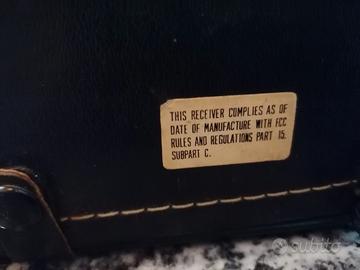 THIS RECEIVER COMPLIES AS OF
DATE OF MANUFACTURE WITH FCC
RULES AND REGULATIONS PART 15.
SUBPART C.
subito